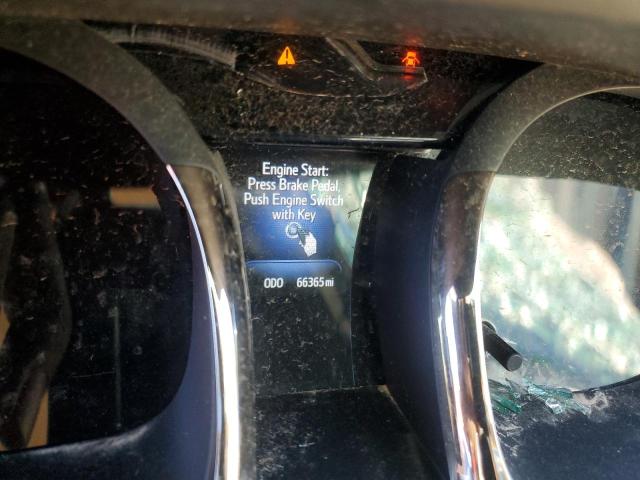 Engine Start:
Press Brake Pedal,
Push Engine Switch
with Key
ODO 66365 mi